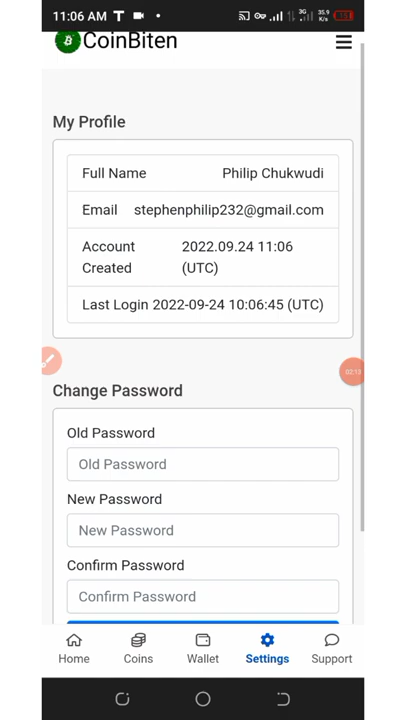 11:06 AM T
3G 35.9 K/s
CoinBiten
My Profile
Full Name Philip Chukwudi
Email stephenphilip232@gmail.com
Account 2022.09.24 11:06
Created (UTC)
Last Login 2022-09-24 10:06:45 (UTC)
02:13
Change Password
Old Password
Old Password
New Password
New Password
Confirm Password
Confirm Password
Home Coins Wallet Settings Support